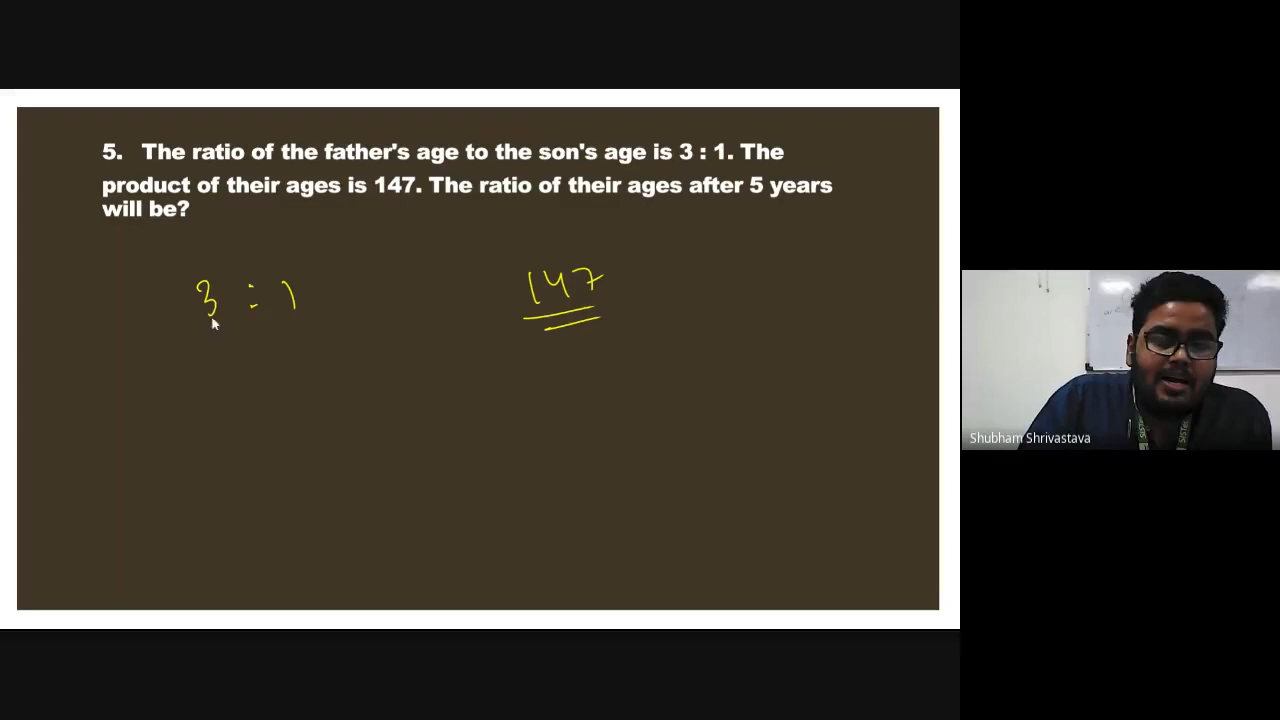 5. The ratio of the father's age to the son's age is 3 : 1. The
product of their ages is 147. The ratio of their ages after 5 years
will be?
3 : 1
147
Shubham Shrivastava